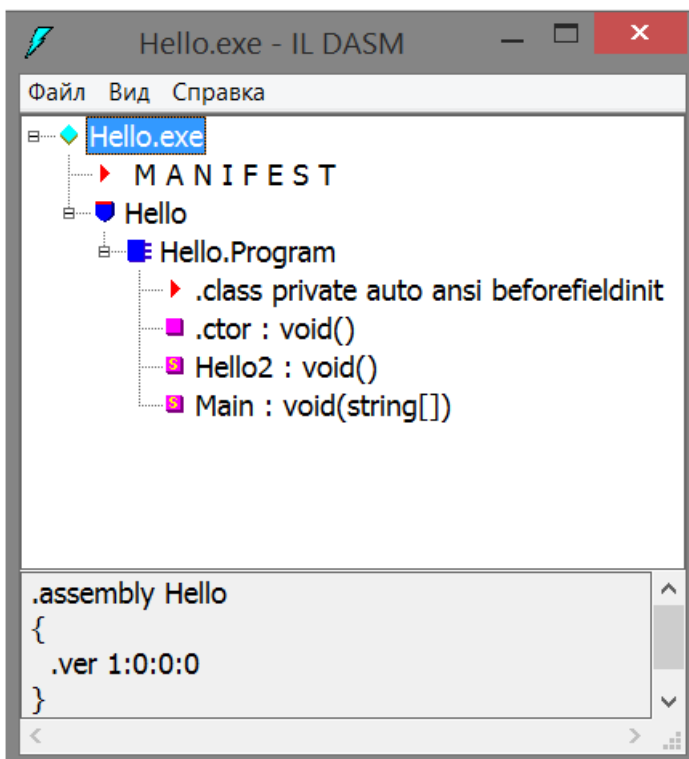 Hello.exe - IL DASM
Файл Вид Справка
Hello.exe
M A N I F E S T
Hello
Hello.Program
.class private auto ansi beforefieldinit
.ctor : void()
S Hello2 : void()
S Main : void(string[])
.assembly Hello
{
.ver 1:0:0:0
}